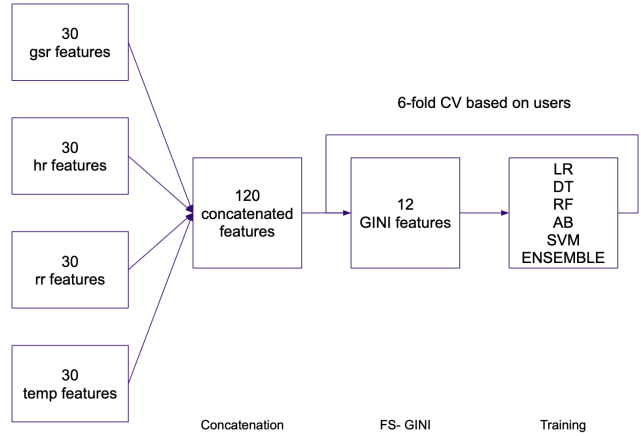 30
gsr features
30
hr features
30
rr features
30
temp features
120
concatenated
features
6-fold CV based on users
12
GINI features
LR
DT
RF
AB
SVM
ENSEMBLE
Concatenation
FS- GINI
Training